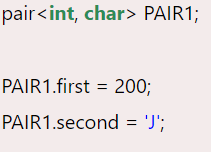 pair<int, char> PAIR1;
PAIR1.first = 200;
PAIR1.second = 'J';